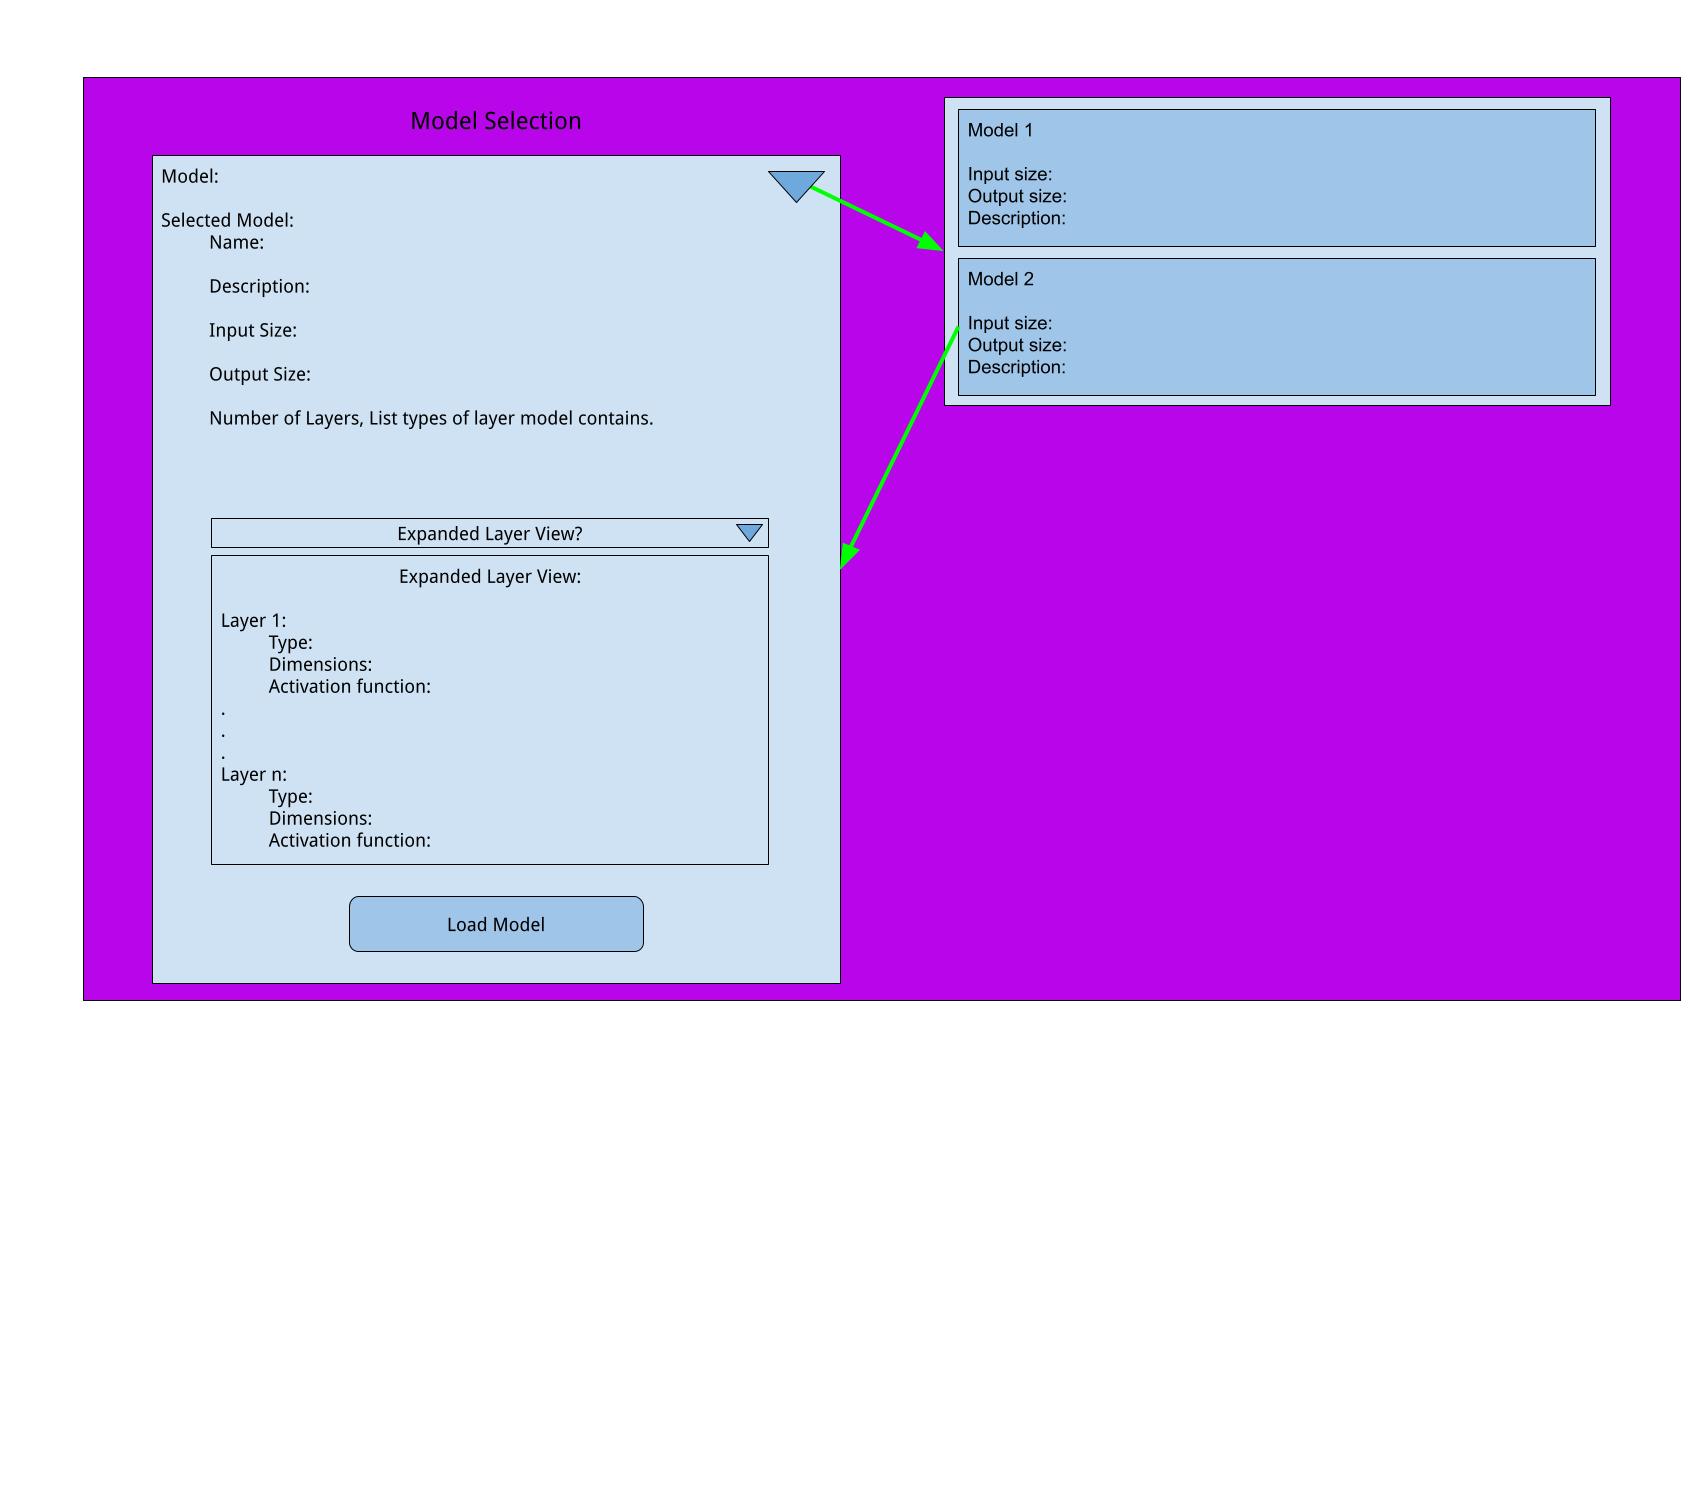 Model Selection
Model:
Selected Model:
Name:
Description:
Input Size:
Output Size:
Number of Layers, List types of layer model contains.
Expanded Layer View?
Expanded Layer View:
Layer 1:
Type:
Dimensions:
Activation function:
.
.
.
Layer n:
Type:
Dimensions:
Activation function:
Load Model
Model 1
Input size:
Output size:
Description:
Model 2
Input size:
Output size:
Description: